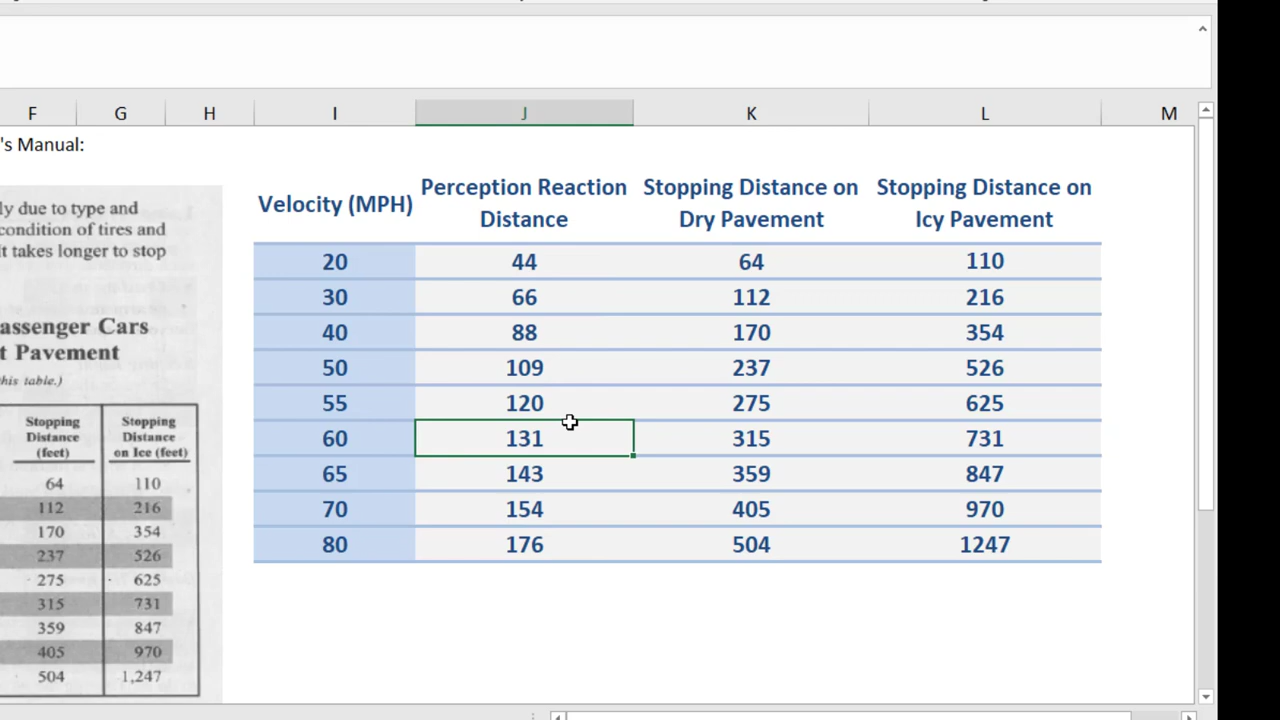 F G H I J K L M
's Manual:
ly due to type and
condition of tires and
It takes longer to stop
assenger Cars
t Pavement
this table.)
Stopping Distance (feet) Stopping Distance on Ice (feet)
64 110
112 216
170 354
237 526
275 625
315 731
359 847
405 970
504 1,247
Velocity (MPH) Perception Reaction Distance Stopping Distance on Dry Pavement Stopping Distance on Icy Pavement
20 44 64 110
30 66 112 216
40 88 170 354
50 109 237 526
55 120 275 625
60 131 315 731
65 143 359 847
70 154 405 970
80 176 504 1247